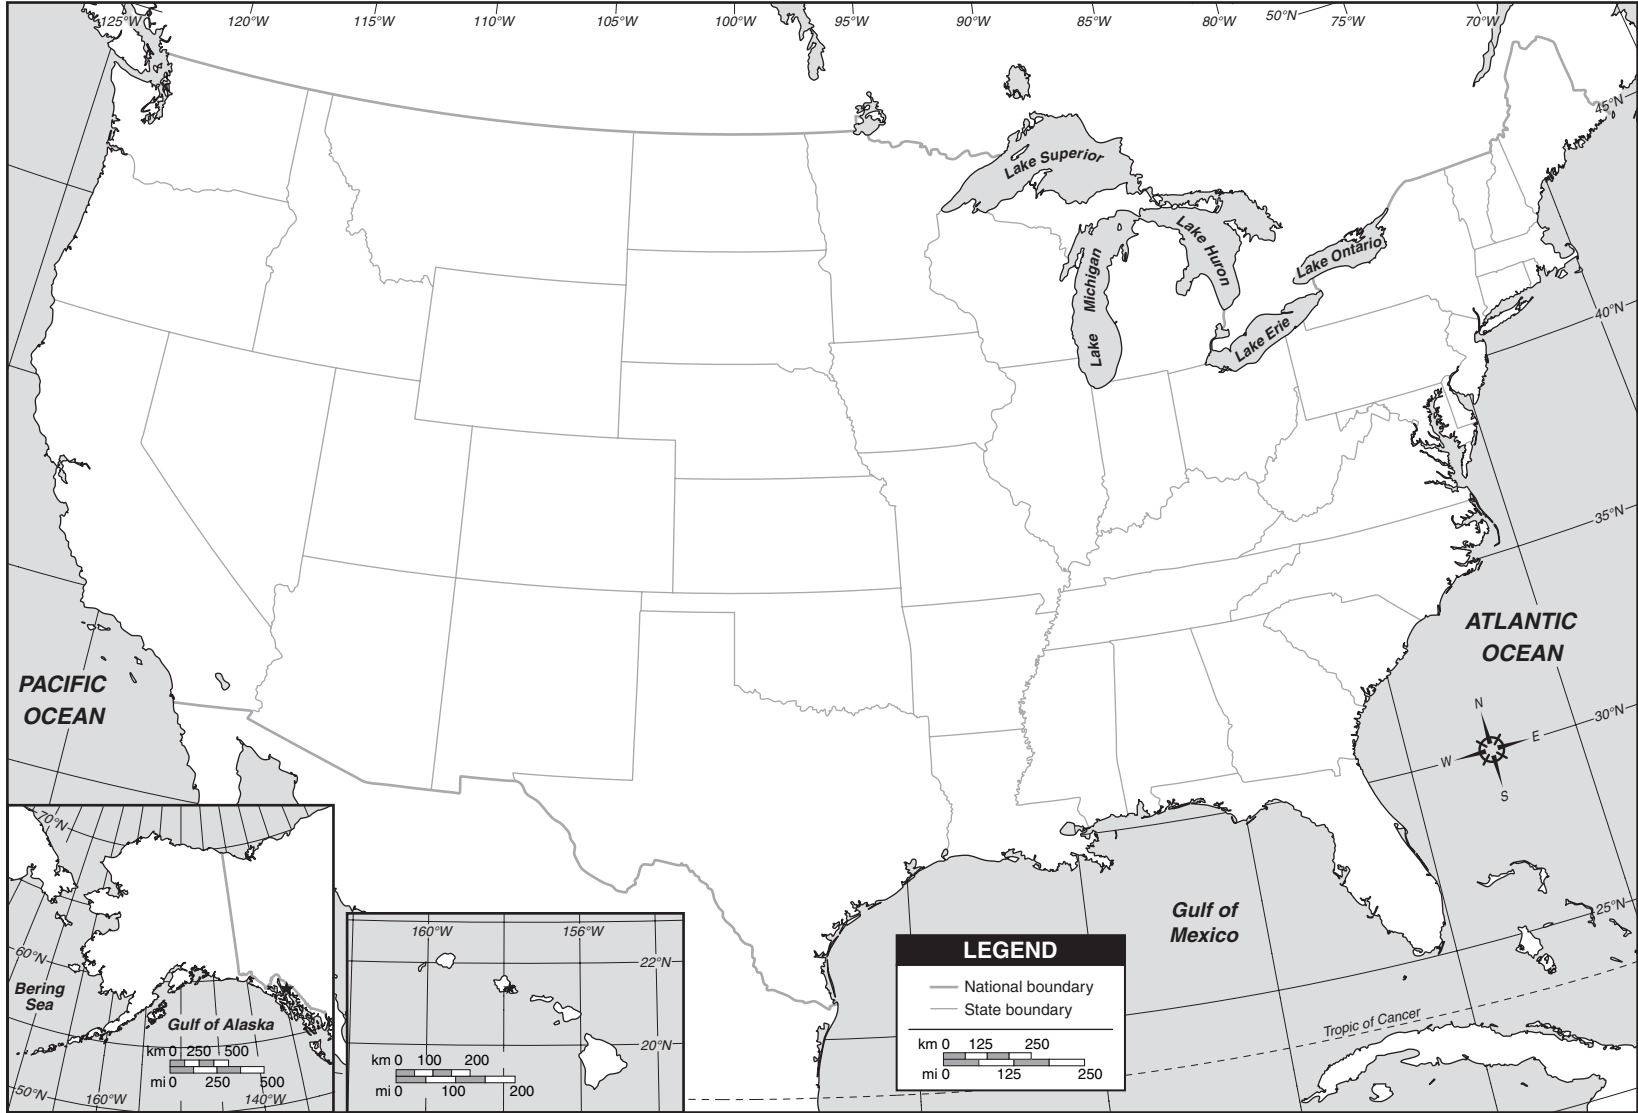 125°W
120°W
115°W
110°W
105°W
100°W
95°W
90°W
85°W
80°W
50°N
75°W
70°W
45°N
Lake Superior
Lake Huron
Lake Ontario
Lake Michigan
Lake Erie
40°N
35°N
ATLANTIC
OCEAN
PACIFIC
OCEAN
N
E
W
S
30°N
25°N
Gulf of
Mexico
Tropic of Cancer
70°N
60°N
Bering
Sea
Gulf of Alaska
km 0 250 500
mi 0 250 500
50°N
160°W
140°W
160°W
156°W
22°N
20°N
km 0 100 200
mi 0 100 200
LEGEND
National boundary
State boundary
km 0 125 250
mi 0 125 250